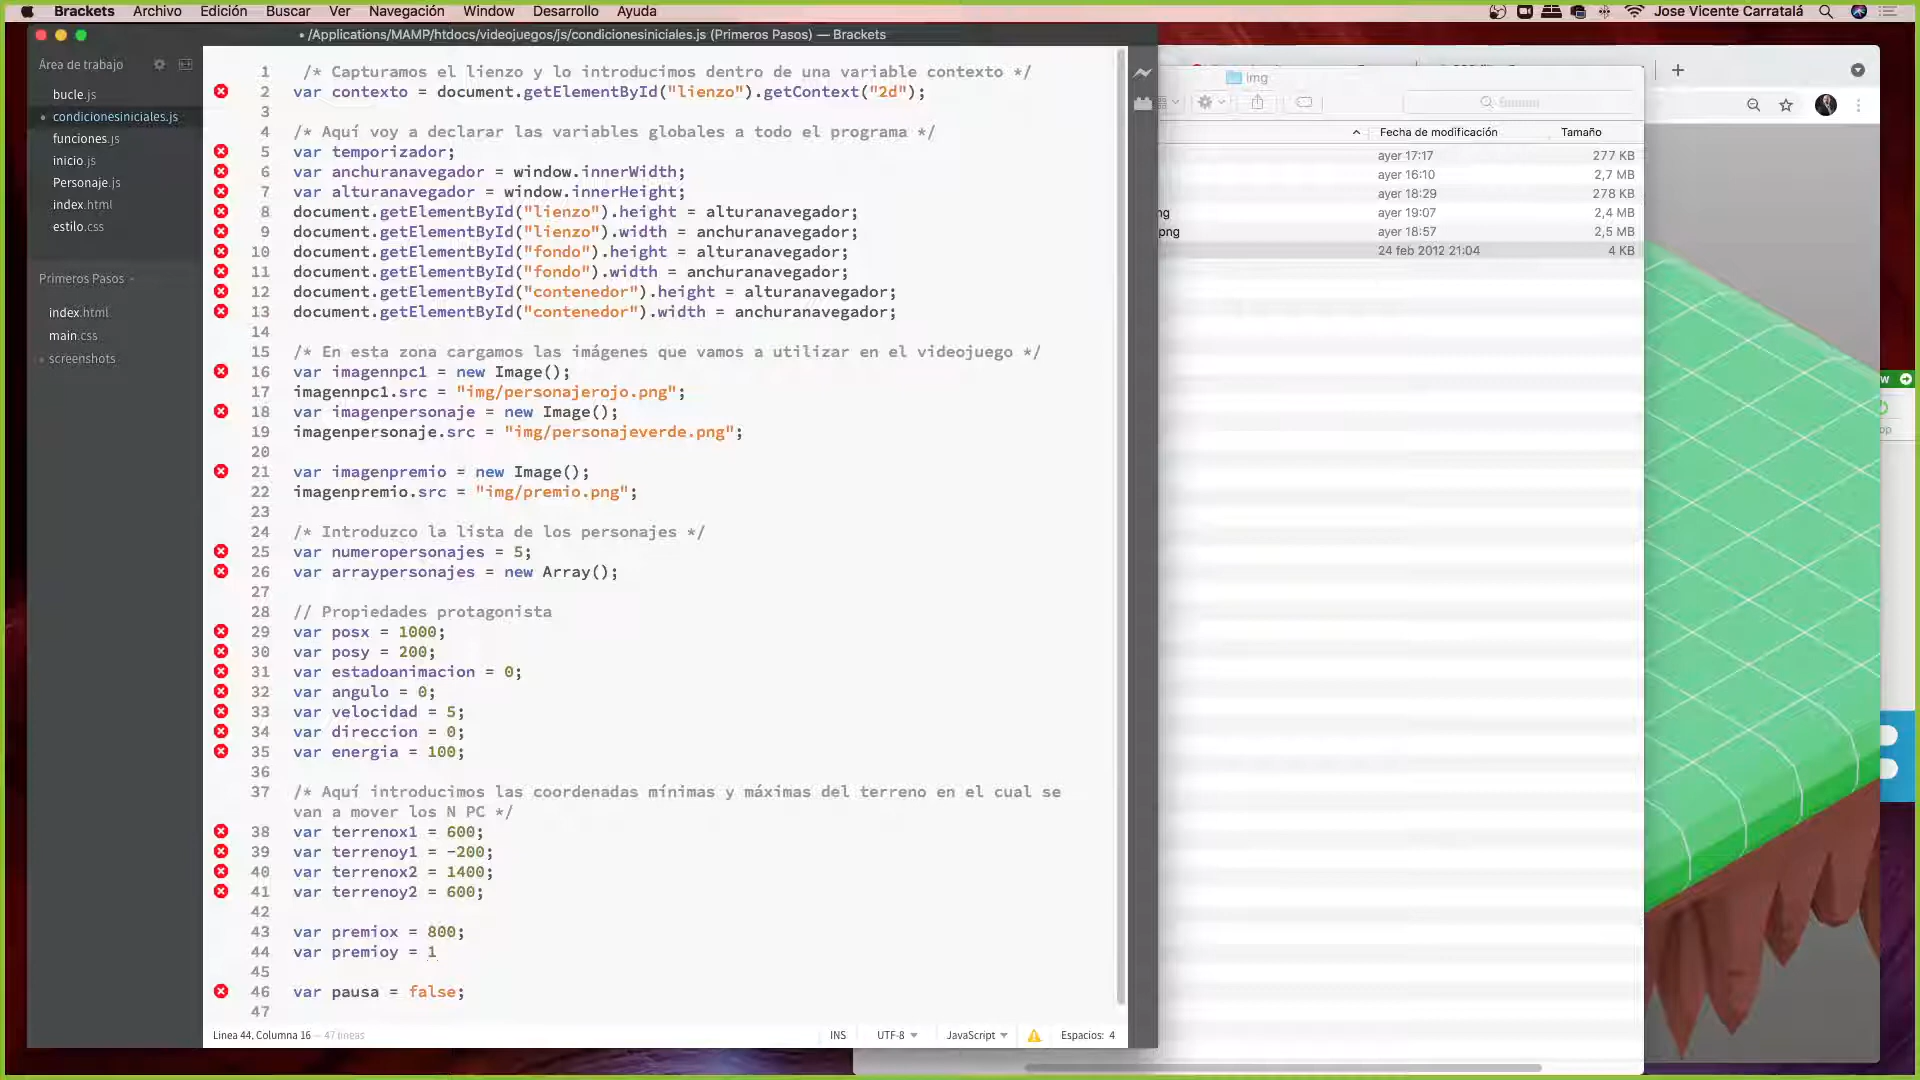 Brackets Archivo Edición Buscar Ver Navegación Window Desarrollo Ayuda Jose Vicente Carratalá
• /Applications/MAMP/htdocs/videojuegos/js/condicionesiniciales.js (Primeros Pasos) — Brackets
Área de trabajo
bucle.js
condicionesiniciales.js
funciones.js
inicio.js
Personaje.js
index.html
estilo.css
Primeros Pasos
index.html
main.css
screenshots
1 /* Capturamos el lienzo y lo introducimos dentro de una variable contexto */
2 var contexto = document.getElementById("lienzo").getContext("2d");
3
4 /* Aquí voy a declarar las variables globales a todo el programa */
5 var temporizador;
6 var anchuranavegador = window.innerWidth;
7 var alturanavegador = window.innerHeight;
8 document.getElementById("lienzo").height = alturanavegador;
9 document.getElementById("lienzo").width = anchuranavegador;
10 document.getElementById("fondo").height = alturanavegador;
11 document.getElementById("fondo").width = anchuranavegador;
12 document.getElementById("contenedor").height = alturanavegador;
13 document.getElementById("contenedor").width = anchuranavegador;
14
15 /* En esta zona cargamos las imágenes que vamos a utilizar en el videojuego */
16 var imagennpc1 = new Image();
17 imagennpc1.src = "img/personajerojo.png";
18 var imagenpersonaje = new Image();
19 imagenpersonaje.src = "img/personajeverde.png";
20
21 var imagenpremio = new Image();
22 imagenpremio.src = "img/premio.png";
23
24 /* Introduzco la lista de los personajes */
25 var numeropersonajes = 5;
26 var arraypersonajes = new Array();
27
28 // Propiedades protagonista
29 var posx = 1000;
30 var posy = 200;
31 var estadoanimacion = 0;
32 var angulo = 0;
33 var velocidad = 5;
34 var direccion = 0;
35 var energia = 100;
36
37 /* Aquí introducimos las coordenadas mínimas y máximas del terreno en el cual se
van a mover los N PC */
38 var terrenox1 = 600;
39 var terrenoy1 = -200;
40 var terrenox2 = 1400;
41 var terrenoy2 = 600;
42
43 var premiox = 800;
44 var premioy = 1
45
46 var pausa = false;
47
Línea 44, Columna 16 — 47 líneas INS UTF-8 JavaScript Espacios: 4
img
Fecha de modificación Tamaño
ayer 17:17 277 KB
ayer 16:10 2,7 MB
ayer 18:29 278 KB
ng ayer 19:07 2,4 MB
png ayer 18:57 2,5 MB
24 feb 2012 21:04 4 KB
w
op